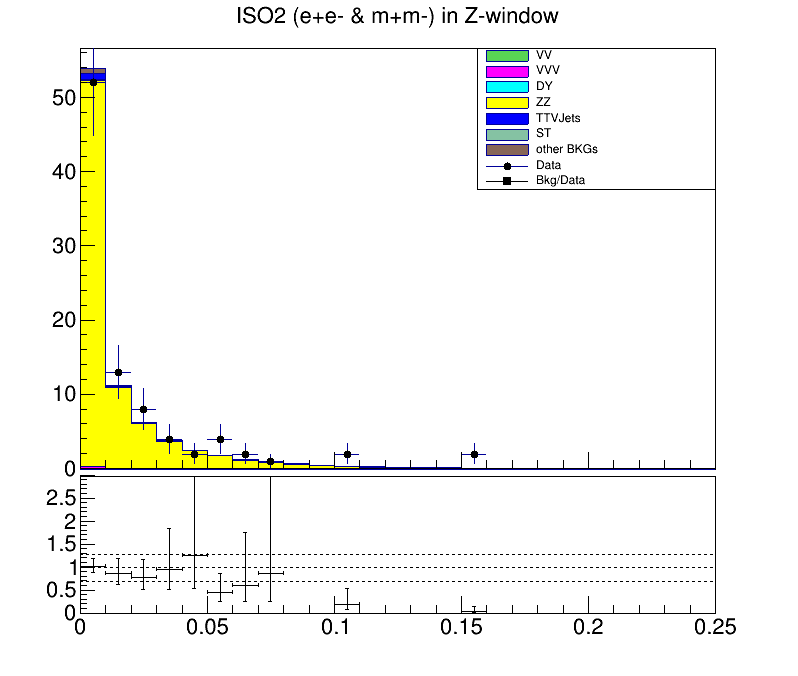 ISO2 (e+e- & m+m-) in Z-window
VV
VVV
DY
ZZ
TTVJets
ST
other BKGs
Data
Bkg/Data
50
40
30
20
10
0
2.5
2
1.5
1
0.5
0
0 0.05 0.1 0.15 0.2 0.25